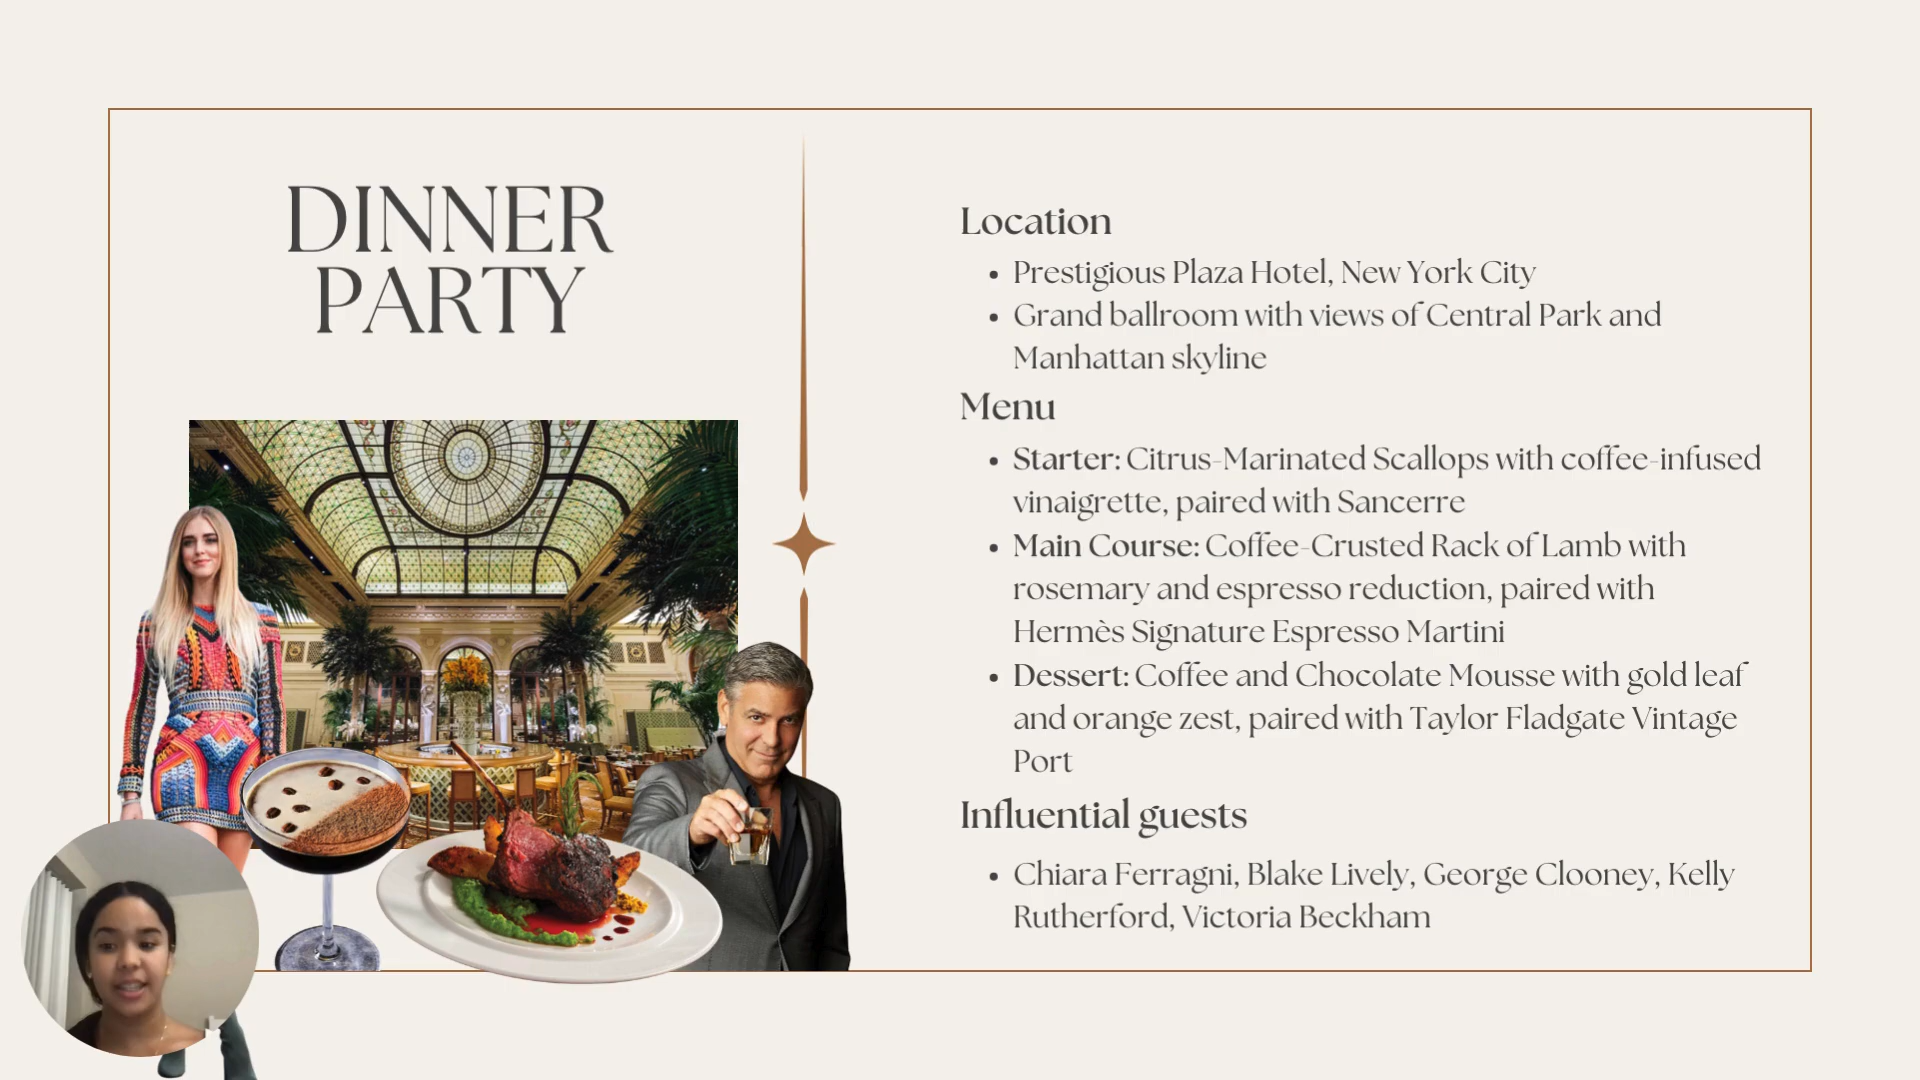 DINNER
PARTY
Location
• Prestigious Plaza Hotel, New York City
• Grand ballroom with views of Central Park and
Manhattan skyline
Menu
• Starter: Citrus-Marinated Scallops with coffee-infused
vinaigrette, paired with Sancerre
• Main Course: Coffee-Crusted Rack of Lamb with
rosemary and espresso reduction, paired with
Hermès Signature Espresso Martini
• Dessert: Coffee and Chocolate Mousse with gold leaf
and orange zest, paired with Taylor Fladgate Vintage
Port
Influential guests
• Chiara Ferragni, Blake Lively, George Clooney, Kelly
Rutherford, Victoria Beckham